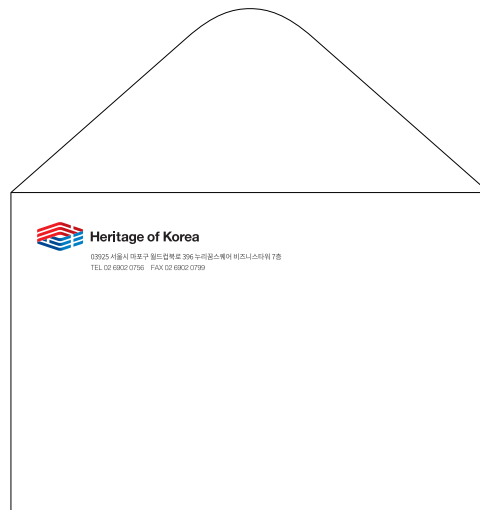 Heritage of Korea
03925 서울시 마포구 월드컵북로 396 누리꿈스퀘어 비즈니스타워 7층
TEL 02 6902 0756 FAX 02 6902 0799